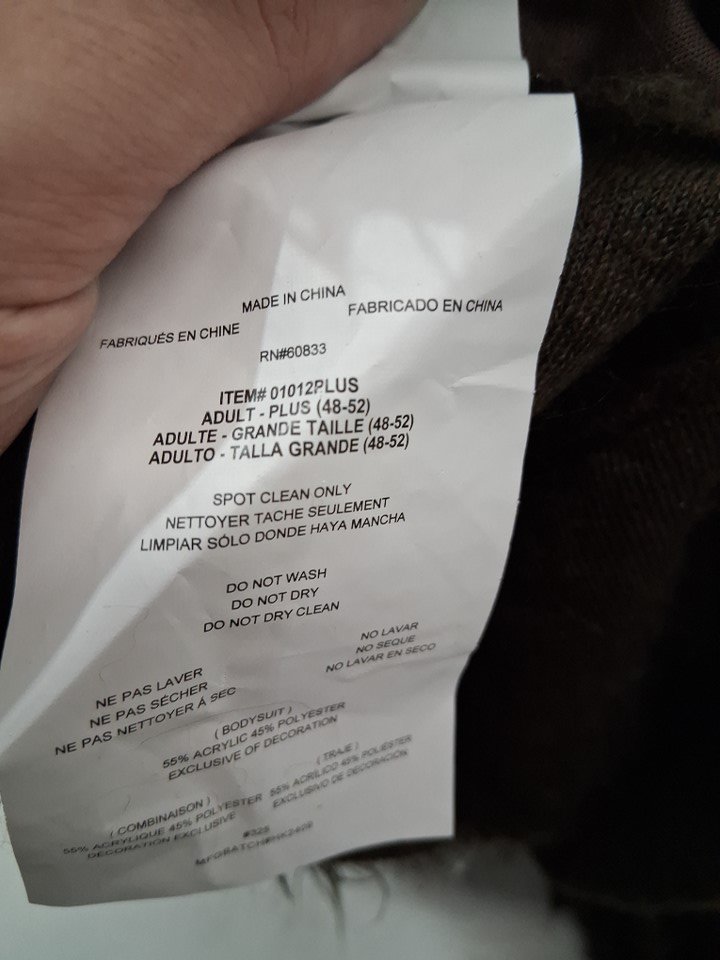 MADE IN CHINA
FABRIQUÉS EN CHINE
FABRICADO EN CHINA
RN#60833
ITEM# 01012PLUS
ADULT - PLUS (48-52)
ADULTE - GRANDE TAILLE (48-52)
ADULTO - TALLA GRANDE (48-52)
SPOT CLEAN ONLY
NETTOYER TACHE SEULEMENT
LIMPIAR SÓLO DONDE HAYA MANCHA
DO NOT WASH
DO NOT DRY
DO NOT DRY CLEAN
NO LAVAR
NO SEQUE
NO LAVAR EN SECO
NE PAS LAVER
NE PAS SÉCHER
NE PAS NETTOYER À SEC
( BODYSUIT )
55% ACRYLIC 45% POLYESTER
EXCLUSIVE OF DECORATION
( TRAJE )
55% ACRÍLICO 45% POLIÉSTER
EXCLUSIVO DE DECORACIÓN
( COMBINAISON )
55% ACRYLIQUE 45% POLYESTER
DÉCORATION EXCLUSIVE
#325